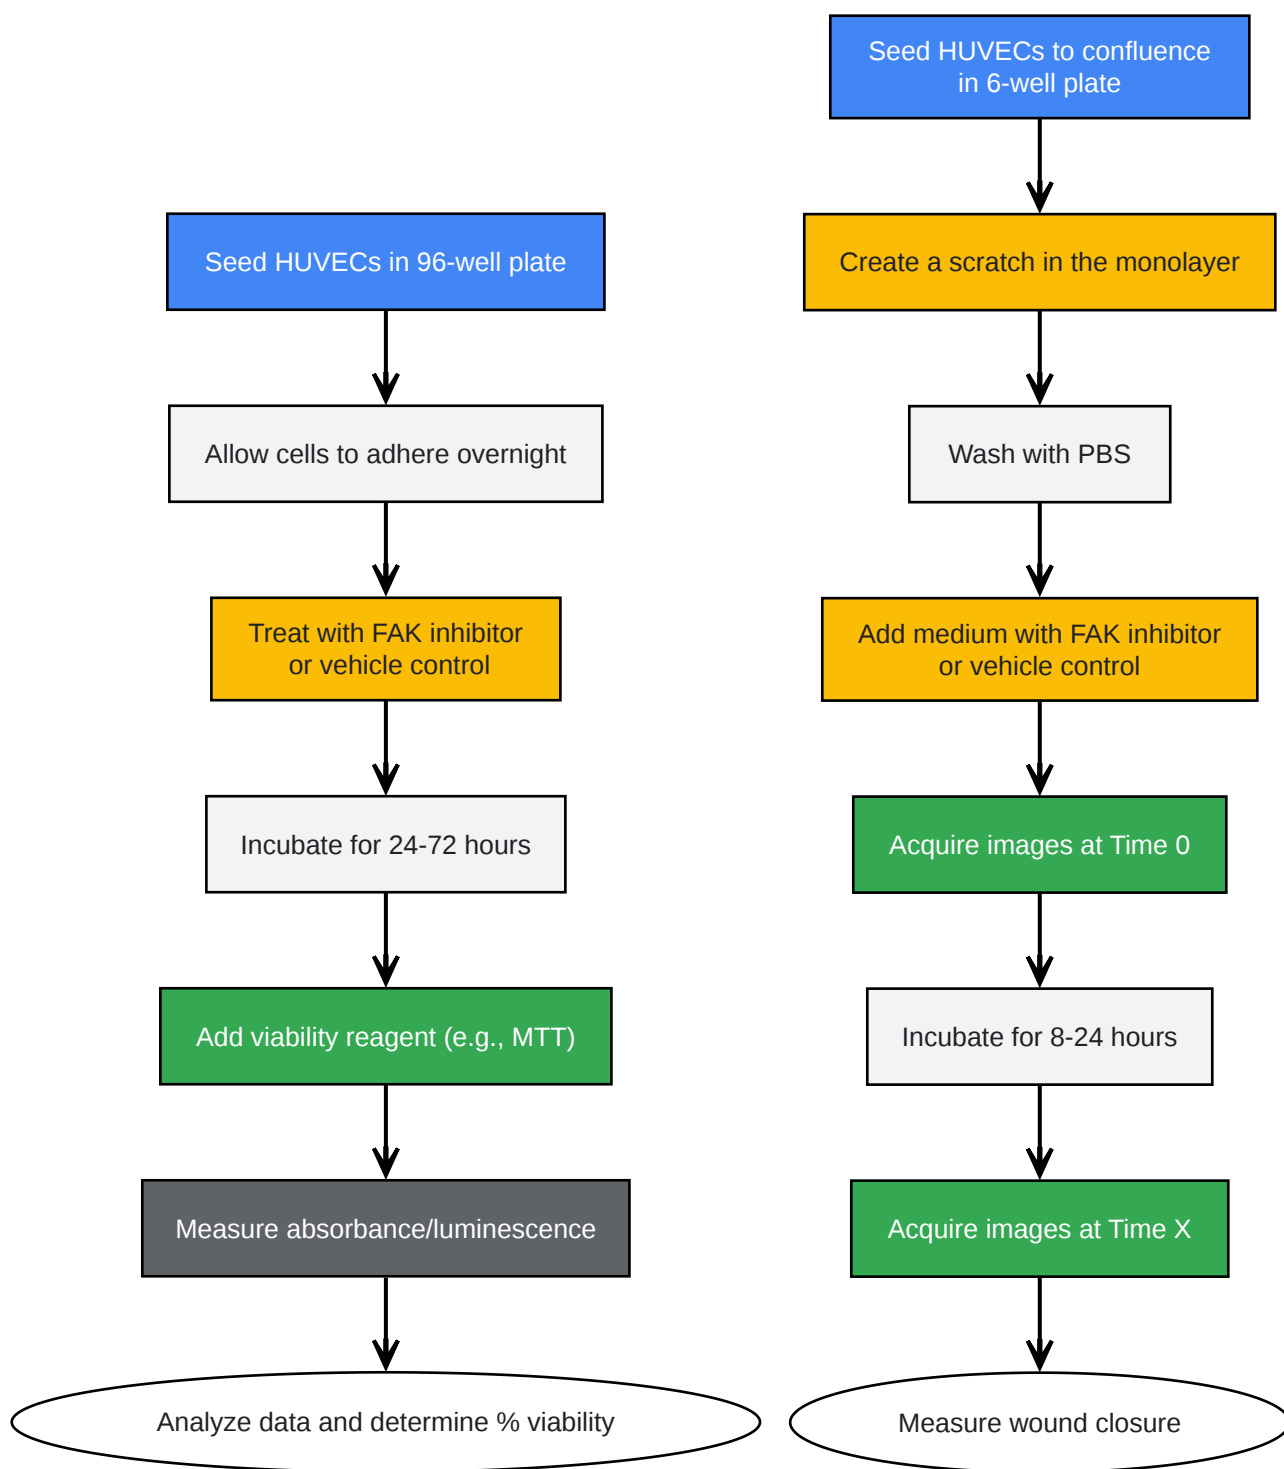 Seed HUVECs in 96-well plate
Allow cells to adhere overnight
Treat with FAK inhibitor
or vehicle control
Incubate for 24-72 hours
Add viability reagent (e.g., MTT)
Measure absorbance/luminescence
Analyze data and determine % viability
Seed HUVECs to confluence
in 6-well plate
Create a scratch in the monolayer
Wash with PBS
Add medium with FAK inhibitor
or vehicle control
Acquire images at Time 0
Incubate for 8-24 hours
Acquire images at Time X
Measure wound closure